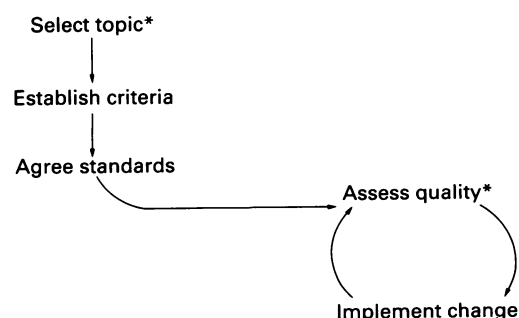 Select topic*
Establish criteria
Agree standards
Assess quality*
Implement change